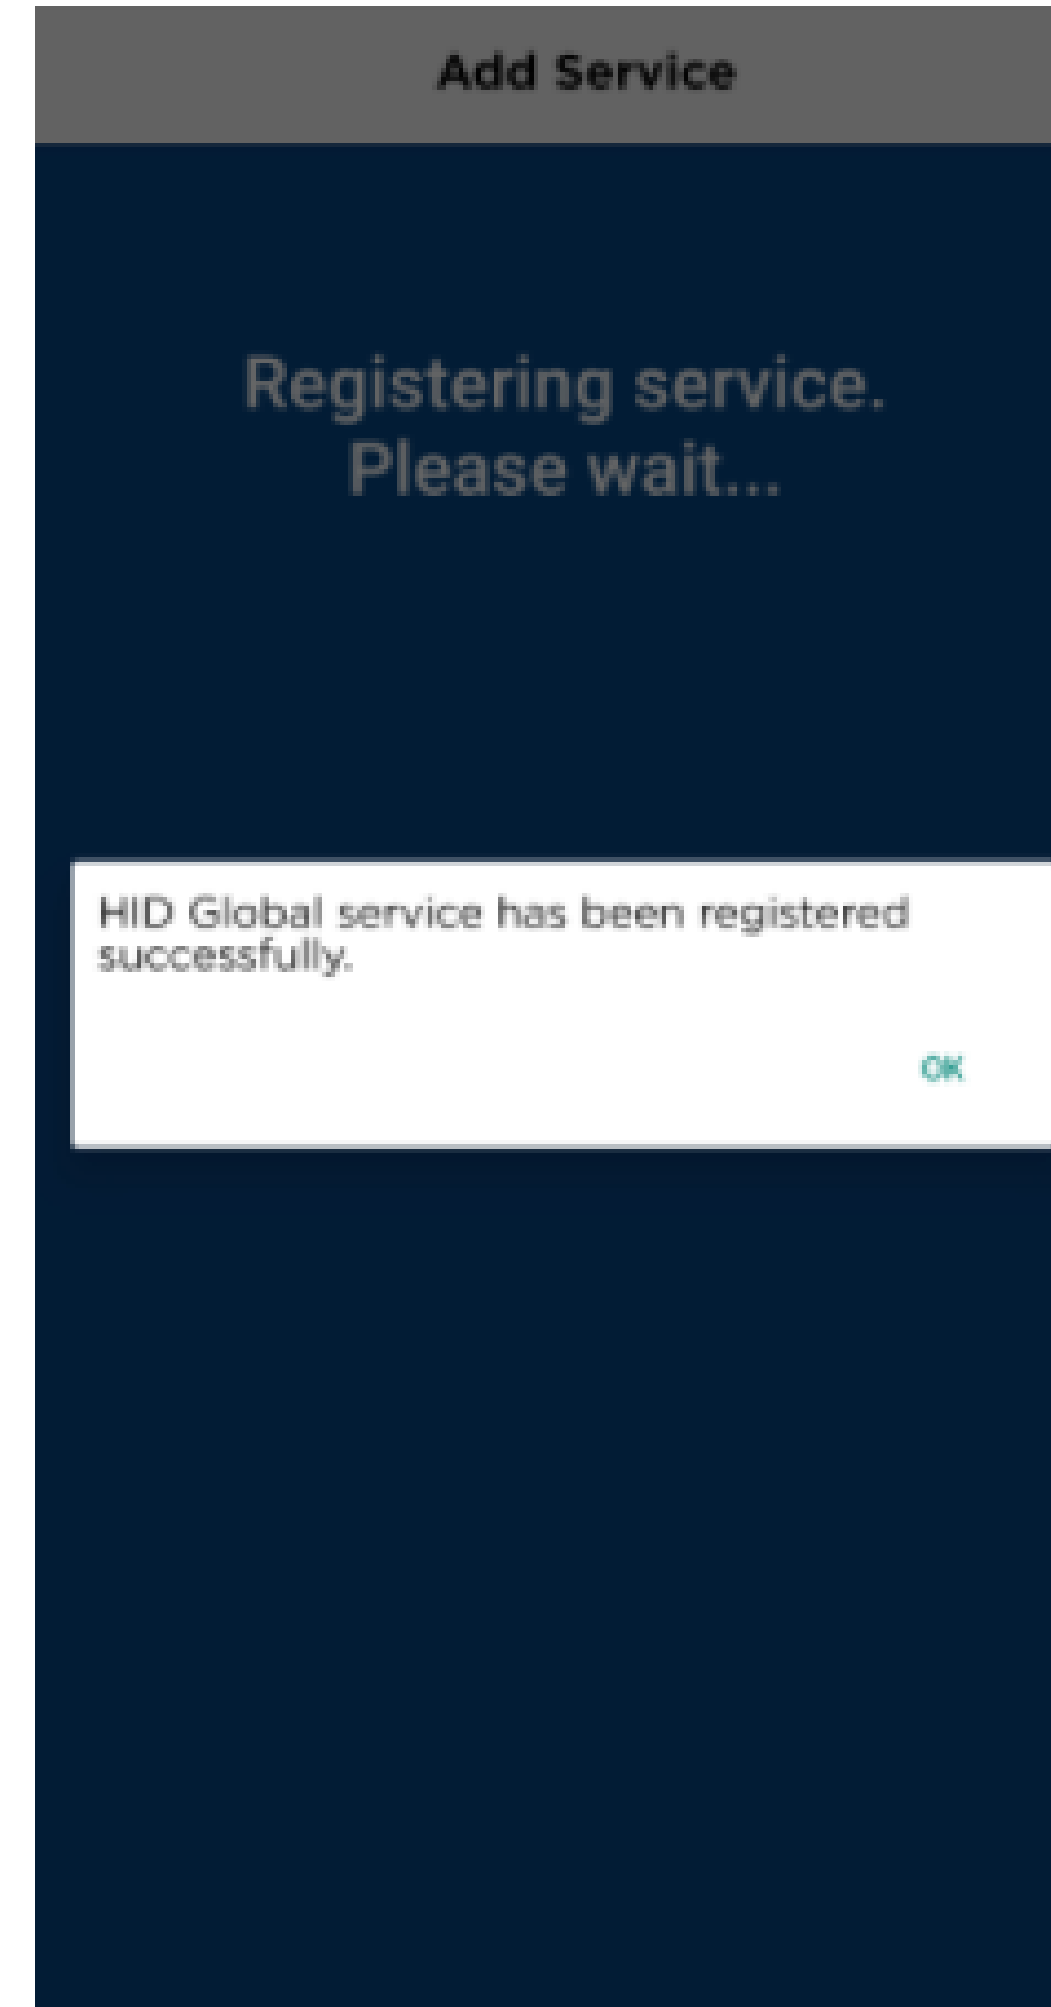 Add Service
Registering service.
Please wait...
HID Global service has been registered
successfully.
OK